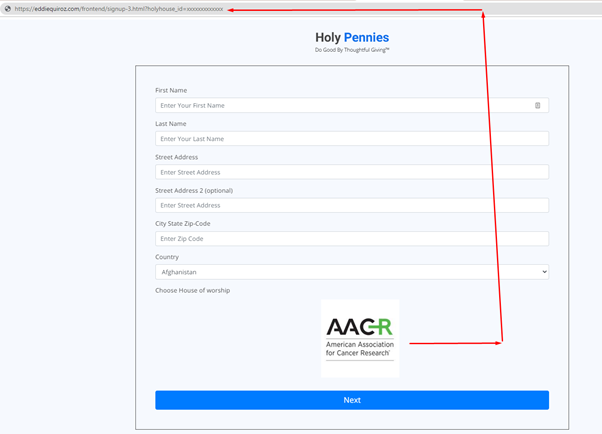 https://eddiequiroz.com/frontend/signup-3.html?holyhouse_id=xxxxxxxxxxxxx
Holy Pennies
Do Good By Thoughtful Giving™
First Name
Enter Your First Name
Last Name
Enter Your Last Name
Street Address
Enter Street Address
Street Address 2 (optional)
Enter Street Address
City State Zip-Code
Enter Zip Code
Country
Afghanistan
Choose House of worship
AACR
American Association
for Cancer Research®
Next